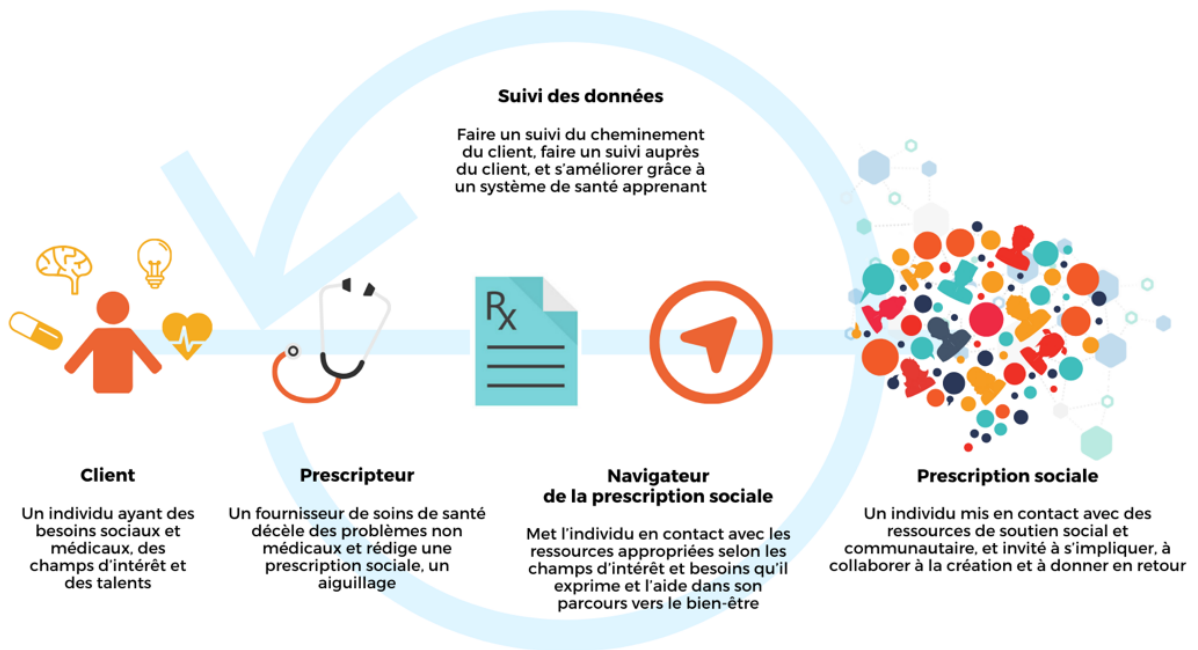 Suivi des données
Faire un suivi du cheminement
du client, faire un suivi auprès
du client, et s'améliorer grâce à
un système de santé apprenant
Rx
Client
Un individu ayant des
besoins sociaux et
médicaux, des
champs d'intérêt et
des talents
Prescripteur
Un fournisseur de soins de santé
décèle des problèmes non
médicaux et rédige une
prescription sociale, un
aiguillage
Navigateur
de la prescription sociale
Met l'individu en contact avec les
ressources appropriées selon les
champs d'intérêt et besoins qu'il
exprime et l'aide dans son
parcours vers le bien-être
Prescription sociale
Un individu mis en contact avec des
ressources de soutien social et
communautaire, et invité à s'impliquer, à
collaborer à la création et à donner en retour